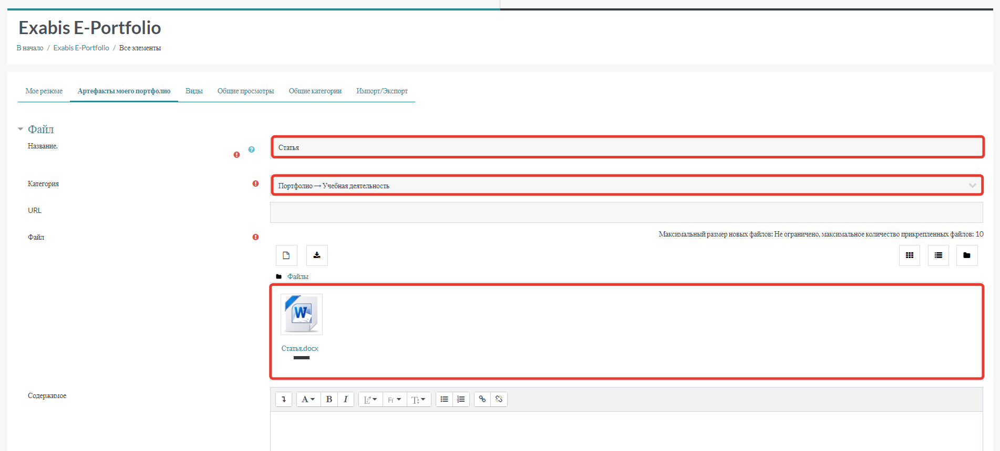 Exabis E-Portfolio
В начало / Exabis E-Portfolio / Все элементы
Мое резюме Артефакты моего портфолио Виды Общие просмотры Общие категории Импорт/Экспорт
Файл
Название. Статья
Категория Портфолио → Учебная деятельность
URL
Файл Максимальный размер новых файлов: Не ограничено, максимальное количество прикрепленных файлов: 10
Файлы
Статья.docx
Содержимое